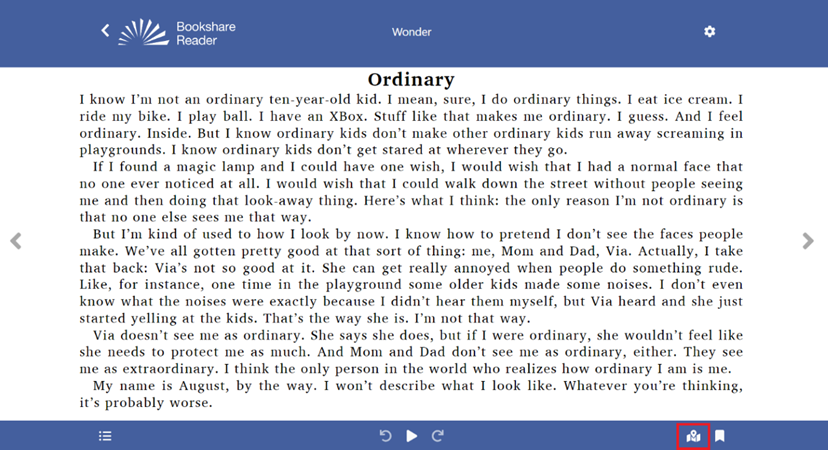 Bookshare
Reader
Wonder
Ordinary
I know I’m not an ordinary ten-year-old kid. I mean, sure, I do ordinary things. I eat ice cream. I
ride my bike. I play ball. I have an XBox. Stuff like that makes me ordinary. I guess. And I feel
ordinary. Inside. But I know ordinary kids don’t make other ordinary kids run away screaming in
playgrounds. I know ordinary kids don’t get stared at wherever they go.
If I found a magic lamp and I could have one wish, I would wish that I had a normal face that
no one ever noticed at all. I would wish that I could walk down the street without people seeing
me and then doing that look-away thing. Here’s what I think: the only reason I’m not ordinary is
that no one else sees me that way.
But I’m kind of used to how I look by now. I know how to pretend I don’t see the faces people
make. We’ve all gotten pretty good at that sort of thing: me, Mom and Dad, Via. Actually, I take
that back: Via’s not so good at it. She can get really annoyed when people do something rude.
Like, for instance, one time in the playground some older kids made some noises. I don’t even
know what the noises were exactly because I didn’t hear them myself, but Via heard and she just
started yelling at the kids. That’s the way she is. I’m not that way.
Via doesn’t see me as ordinary. She says she does, but if I were ordinary, she wouldn’t feel like
she needs to protect me as much. And Mom and Dad don’t see me as ordinary, either. They see
me as extraordinary. I think the only person in the world who realizes how ordinary I am is me.
My name is August, by the way. I won’t describe what I look like. Whatever you’re thinking,
it’s probably worse.